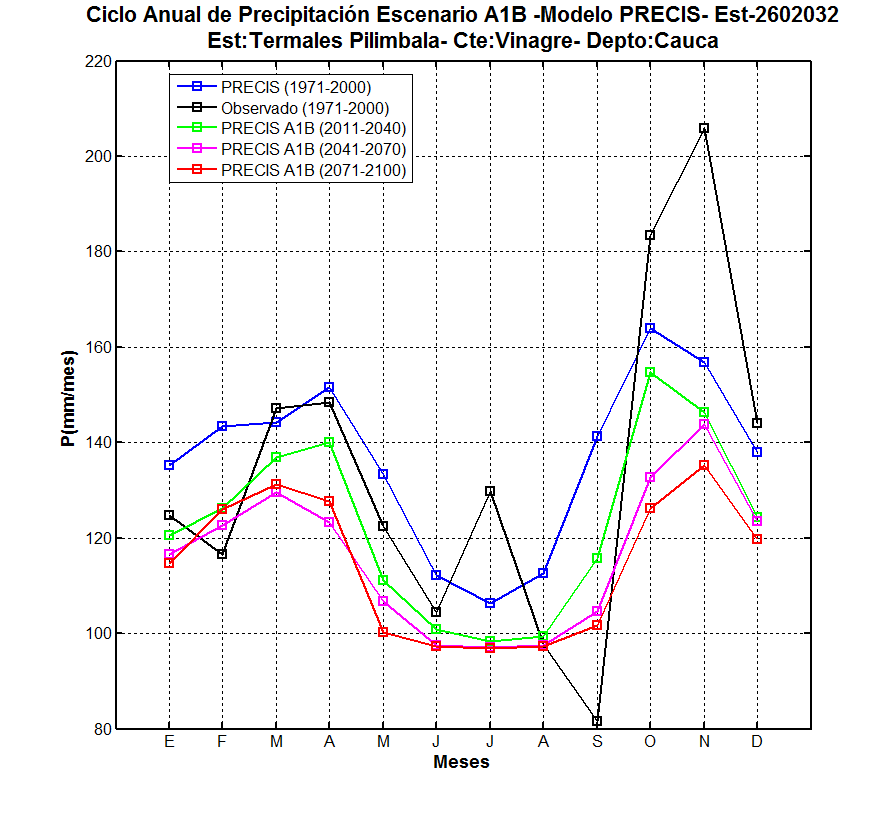 Ciclo Anual de Precipitación Escenario A1B -Modelo PRECIS- Est-2602032
Est:Termales Pilimbala- Cte:Vinagre- Depto:Cauca
220
200
180
160
140
120
100
80
P(mm/mes)
PRECIS (1971-2000)
Observado (1971-2000)
PRECIS A1B (2011-2040)
PRECIS A1B (2041-2070)
PRECIS A1B (2071-2100)
E F M A M J J A S O N D
Meses